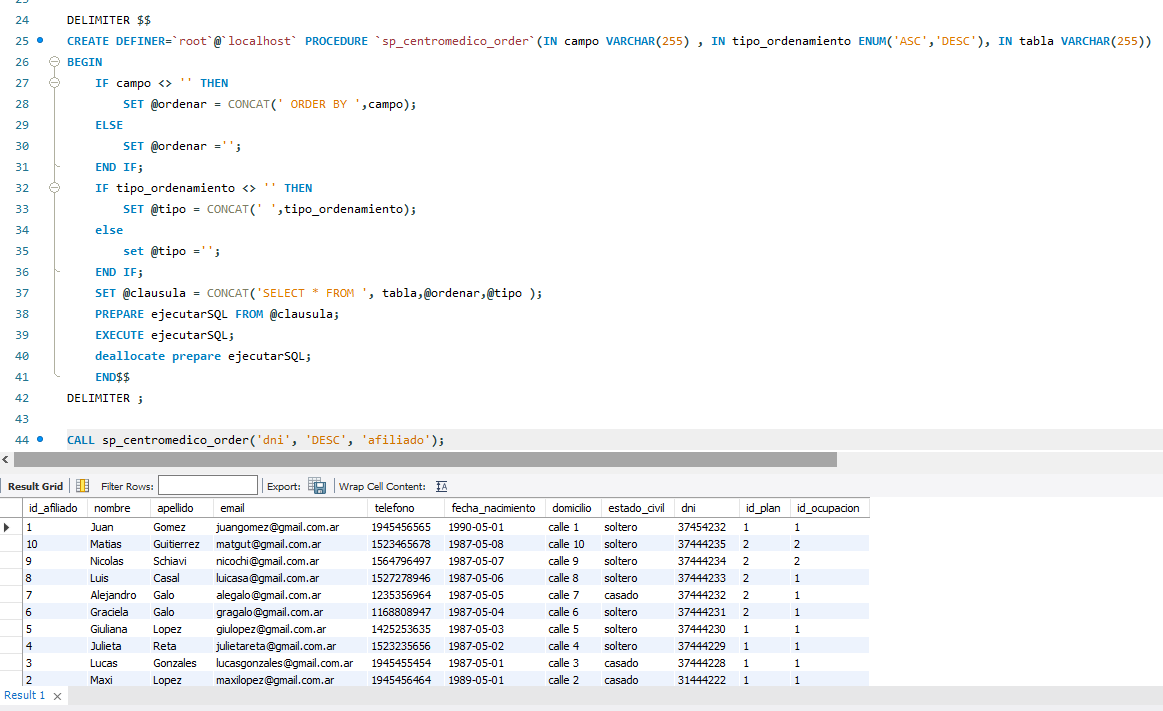 24 DELIMITER $$
25 CREATE DEFINER=`root`@`localhost` PROCEDURE `sp_centromedico_order`(IN campo VARCHAR(255) , IN tipo_ordenamiento ENUM('ASC','DESC'), IN tabla VARCHAR(255))
26 BEGIN
27 IF campo <> '' THEN
28 SET @ordenar = CONCAT(' ORDER BY ',campo);
29 ELSE
30 SET @ordenar ='';
31 END IF;
32 IF tipo_ordenamiento <> '' THEN
33 SET @tipo = CONCAT(' ',tipo_ordenamiento);
34 else
35 set @tipo ='';
36 END IF;
37 SET @clausula = CONCAT('SELECT * FROM ', tabla,@ordenar,@tipo );
38 PREPARE ejecutarSQL FROM @clausula;
39 EXECUTE ejecutarSQL;
40 deallocate prepare ejecutarSQL;
41 END$$
42 DELIMITER ;
43
44 CALL sp_centromedico_order('dni', 'DESC', 'afiliado');
Result Grid Filter Rows: Export: Wrap Cell Content:
id_afiliado nombre apellido email telefono fecha_nacimiento domicilio estado_civil dni id_plan id_ocupacion
1 Juan Gomez juangomez@gmail.com.ar 1945456565 1990-05-01 calle 1 soltero 37454232 1 1
10 Matias Guitierrez matgut@gmail.com.ar 1523465678 1987-05-08 calle 10 soltero 37444235 2 2
9 Nicolas Schiavi nicochi@gmail.com.ar 1564796497 1987-05-07 calle 9 soltero 37444234 2 2
8 Luis Casal luicasa@gmail.com.ar 1527278946 1987-05-06 calle 8 soltero 37444233 2 1
7 Alejandro Galo alegalo@gmail.com.ar 1235356964 1987-05-05 calle 7 casado 37444232 2 1
6 Graciela Galo gragalo@gmail.com.ar 1168808947 1987-05-04 calle 6 soltero 37444231 2 1
5 Giuliana Lopez giulopez@gmail.com.ar 1425253635 1987-05-03 calle 5 soltero 37444230 1 1
4 Julieta Reta julietareta@gmail.com.ar 1523235656 1987-05-02 calle 4 soltero 37444229 1 1
3 Lucas Gonzales lucasgonzales@gmail.com.ar 1945455454 1987-05-01 calle 3 casado 37444228 1 1
2 Maxi Lopez maxilopez@gmail.com.ar 1945456464 1989-05-01 calle 2 casado 31444222 1 1
Result 1